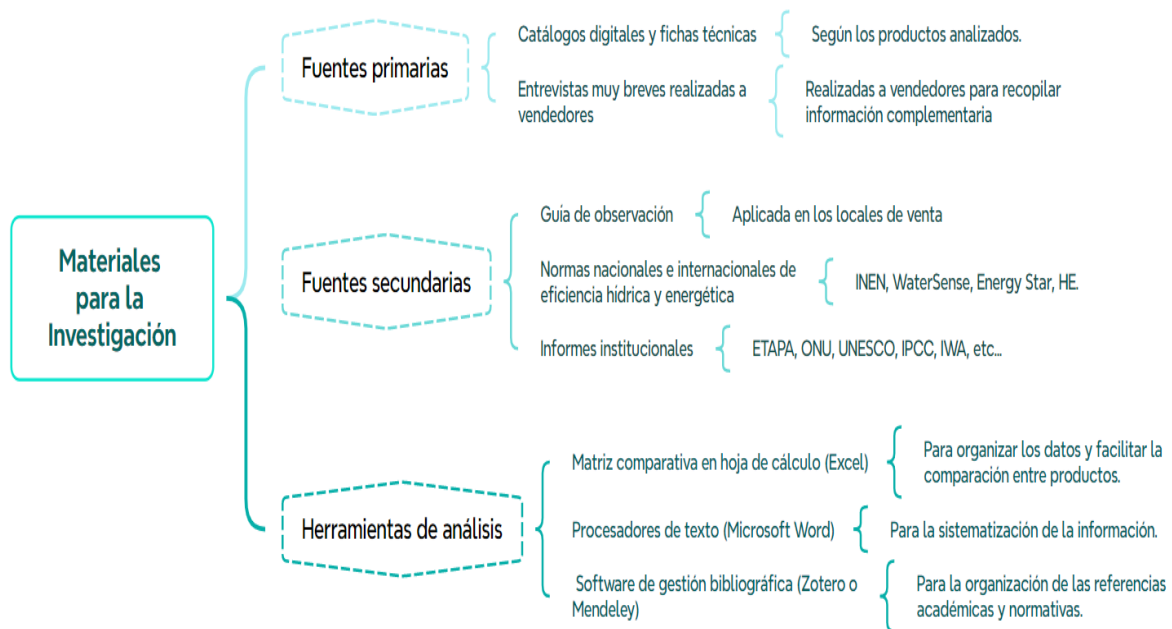 Materiales
para la
Investigación
Fuentes primarias
Catálogos digitales y fichas técnicas
Según los productos analizados.
Entrevistas muy breves realizadas a
vendedores
Realizadas a vendedores para recopilar
información complementaria
Fuentes secundarias
Guía de observación
Aplicada en los locales de venta
Normas nacionales e internacionales de
eficiencia hídrica y energética
INEN, WaterSense, Energy Star, HE.
Informes institucionales
ETAPA, ONU, UNESCO, IPCC, IWA, etc...
Herramientas de análisis
Matriz comparativa en hoja de cálculo (Excel)
Para organizar los datos y facilitar la
comparación entre productos.
Procesadores de texto (Microsoft Word)
Para la sistematización de la información.
Software de gestión bibliográfica (Zotero o
Mendeley)
Para la organización de las referencias
académicas y normativas.